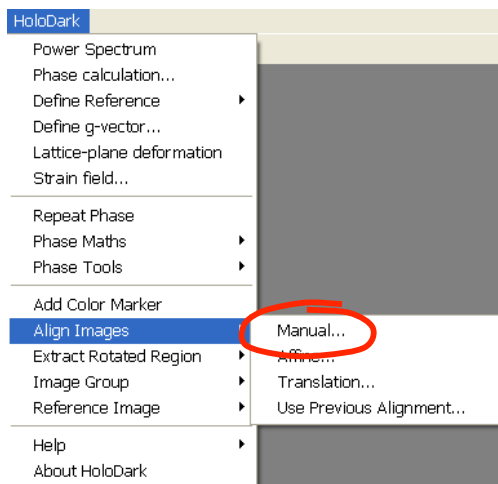 HoloDark
Power Spectrum
Phase calculation...
Define Reference
Define g-vector...
Lattice-plane deformation
Strain field...
Repeat Phase
Phase Maths
Phase Tools
Add Color Marker
Align Images
Manual...
Extract Rotated Region
Affine...
Image Group
Translation...
Reference Image
Use Previous Alignment...
Help
About HoloDark